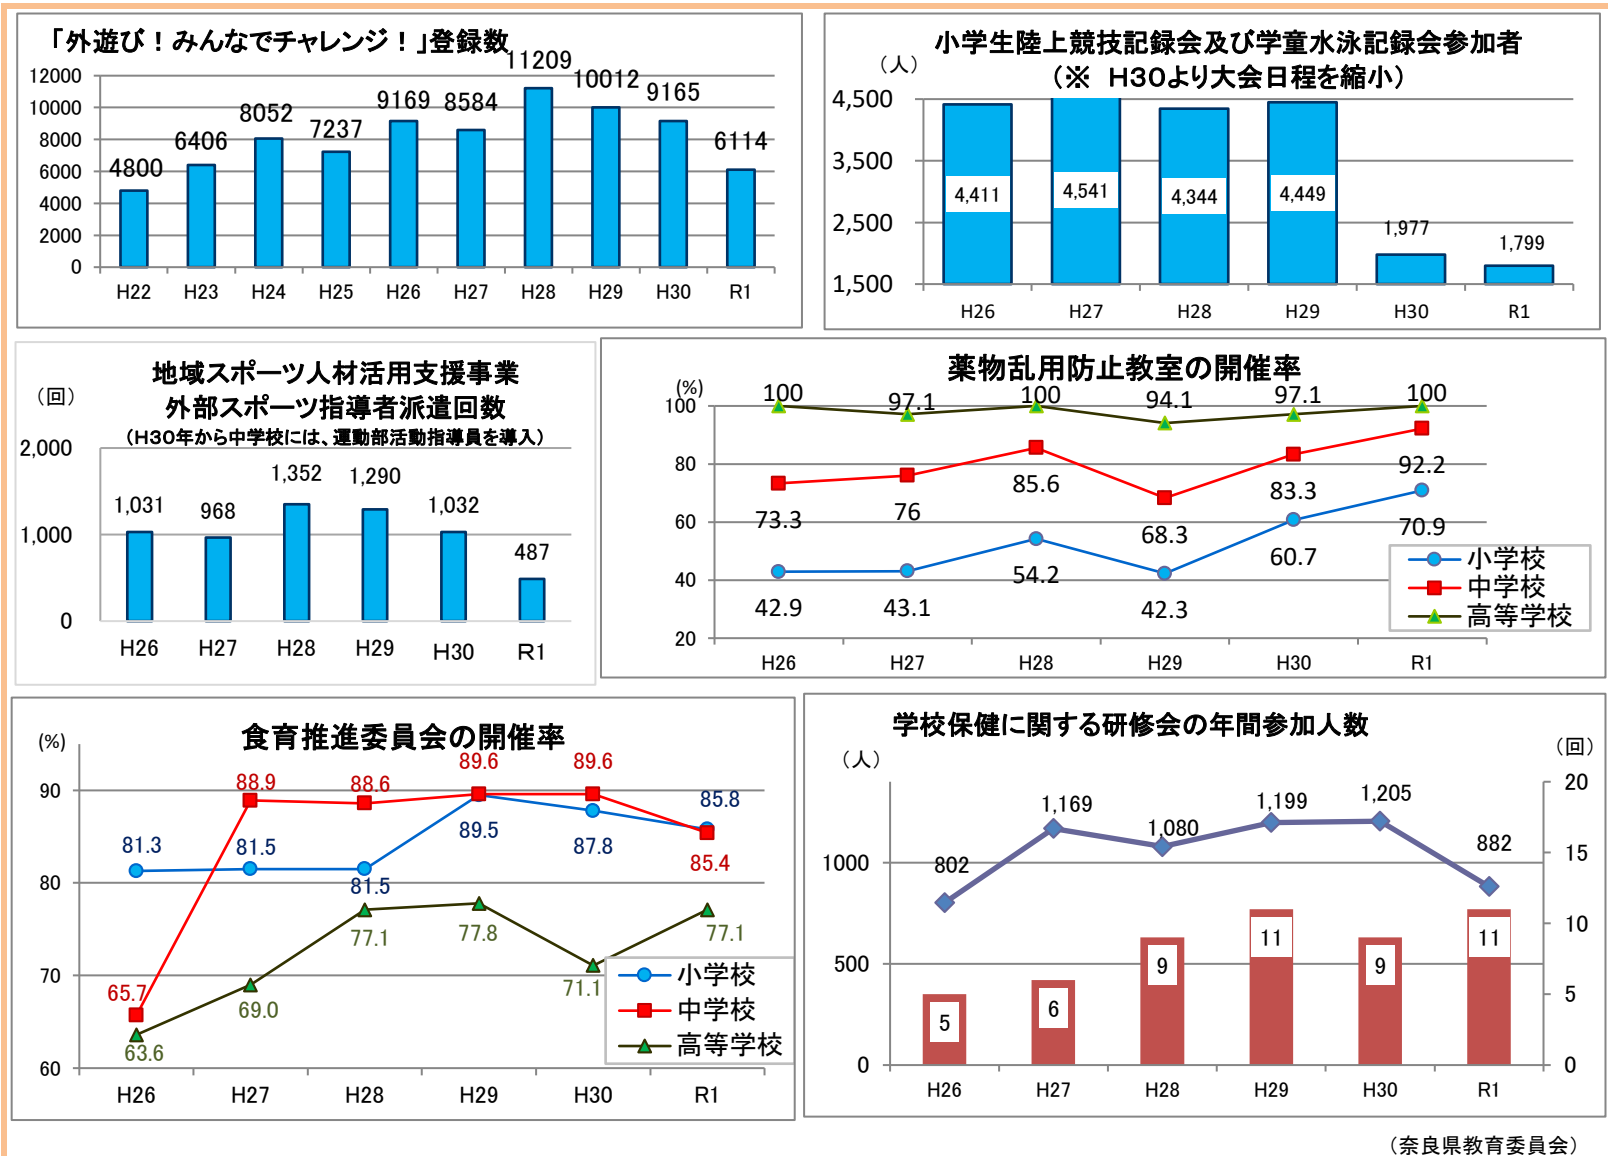 「外遊び！みんなでチャレンジ！」登録数
12000
10000
8000
6000
4000
2000
0
4800
6406
8052
7237
9169
8584
11209
10012
9165
6114
H22 H23 H24 H25 H26 H27 H28 H29 H30 R1
小学生陸上競技記録会及び学童水泳記録会参加者
（※　H30より大会日程を縮小）
（人）
4,500
3,500
2,500
1,500
4,411
4,541
4,344
4,449
1,977
1,799
H26 H27 H28 H29 H30 R1
地域スポーツ人材活用支援事業
外部スポーツ指導者派遣回数
（H30年から中学校には、運動部活動指導員を導入）
（回）
2,000
1,000
0
1,031
968
1,352
1,290
1,032
487
H26 H27 H28 H29 H30 R1
薬物乱用防止教室の開催率
(%)
100
80
60
40
20
100 97.1 100 94.1 97.1 100
73.3 76 85.6 68.3 83.3 92.2
42.9 43.1 54.2 42.3 60.7 70.9
小学校
中学校
高等学校
H26 H27 H28 H29 H30 R1
食育推進委員会の開催率
(%)
90
80
70
60
81.3 81.5 81.5 89.5 87.8 85.8
65.7 88.9 88.6 89.6 89.6 85.4
63.6 69.0 77.1 77.8 71.1 77.1
小学校
中学校
高等学校
H26 H27 H28 H29 H30 R1
学校保健に関する研修会の年間参加人数
（人）
（回）
1000
500
0
20
15
10
5
0
802 1,169 1,080 1,199 1,205 882
5 6 9 11 9 11
H26 H27 H28 H29 H30 R1
（奈良県教育委員会）